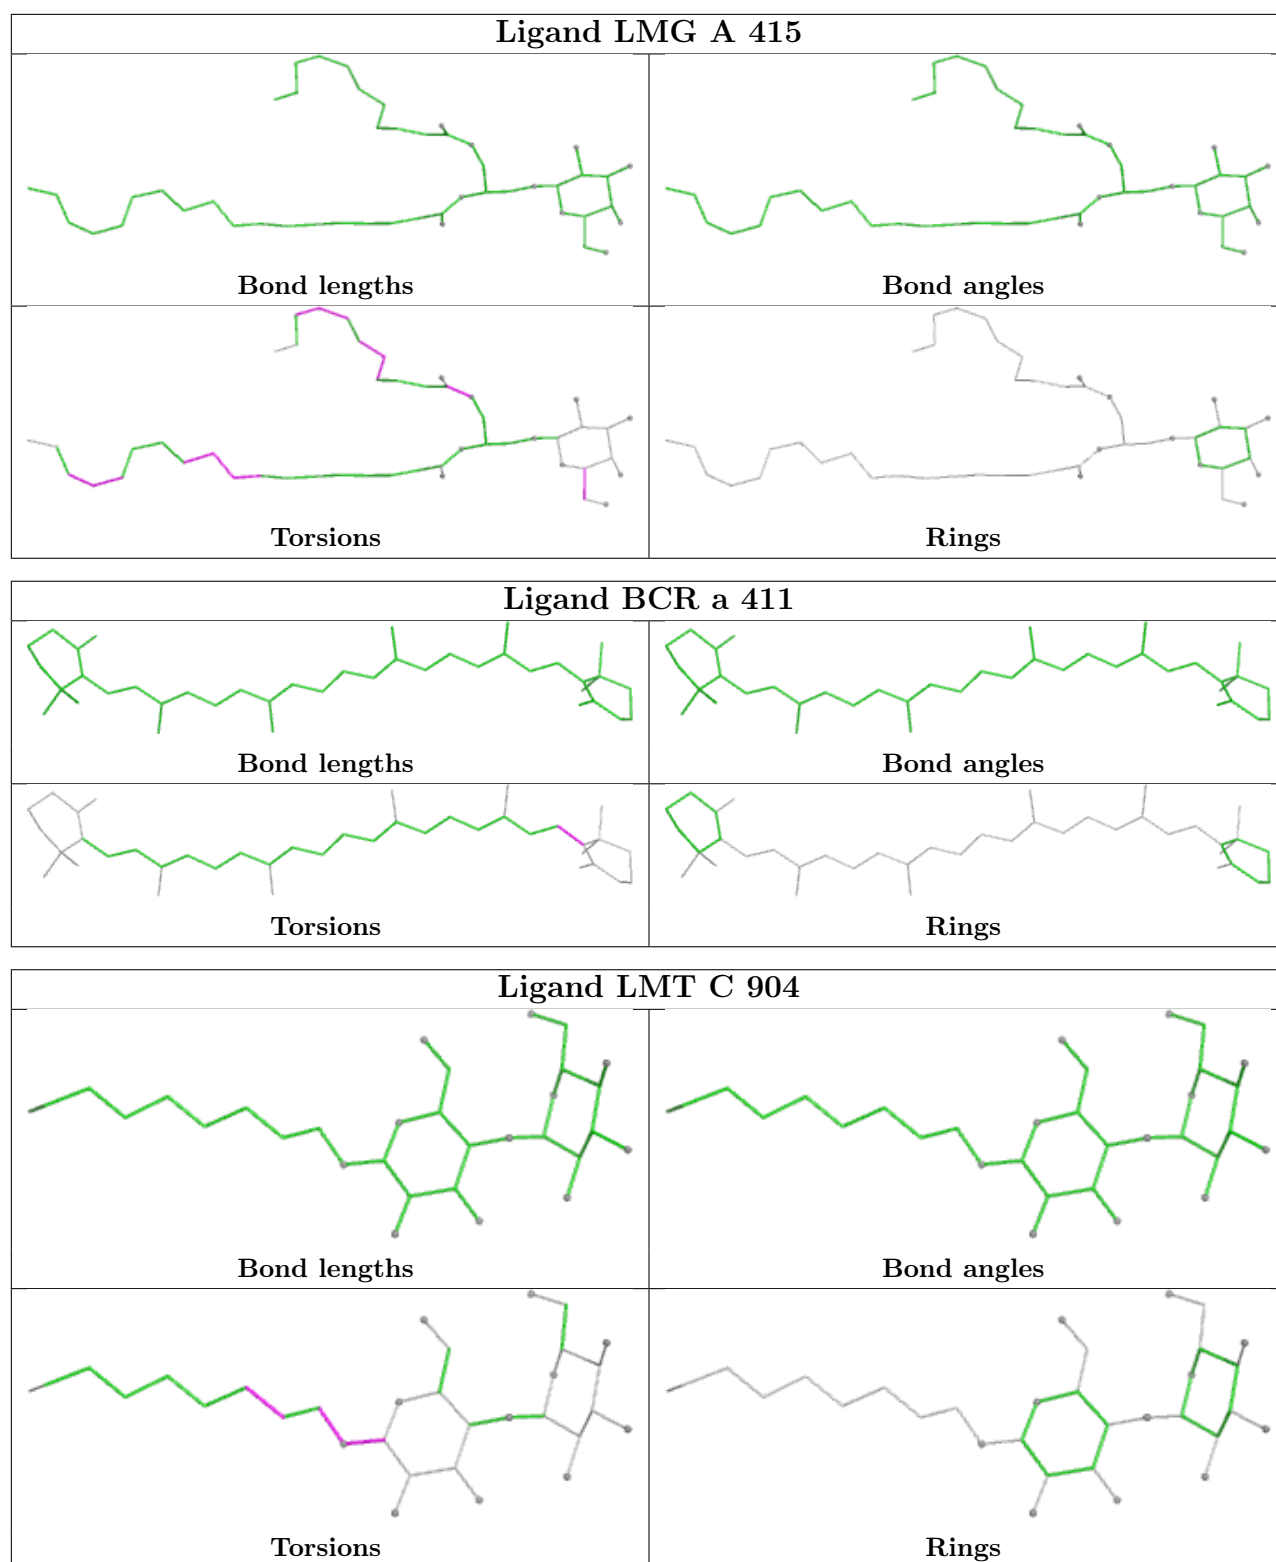 Ligand LMG A 415
Bond lengths
Bond angles
Torsions
Rings
Ligand BCR a 411
Bond lengths
Bond angles
Torsions
Rings
Ligand LMT C 904
Bond lengths
Bond angles
Torsions
Rings